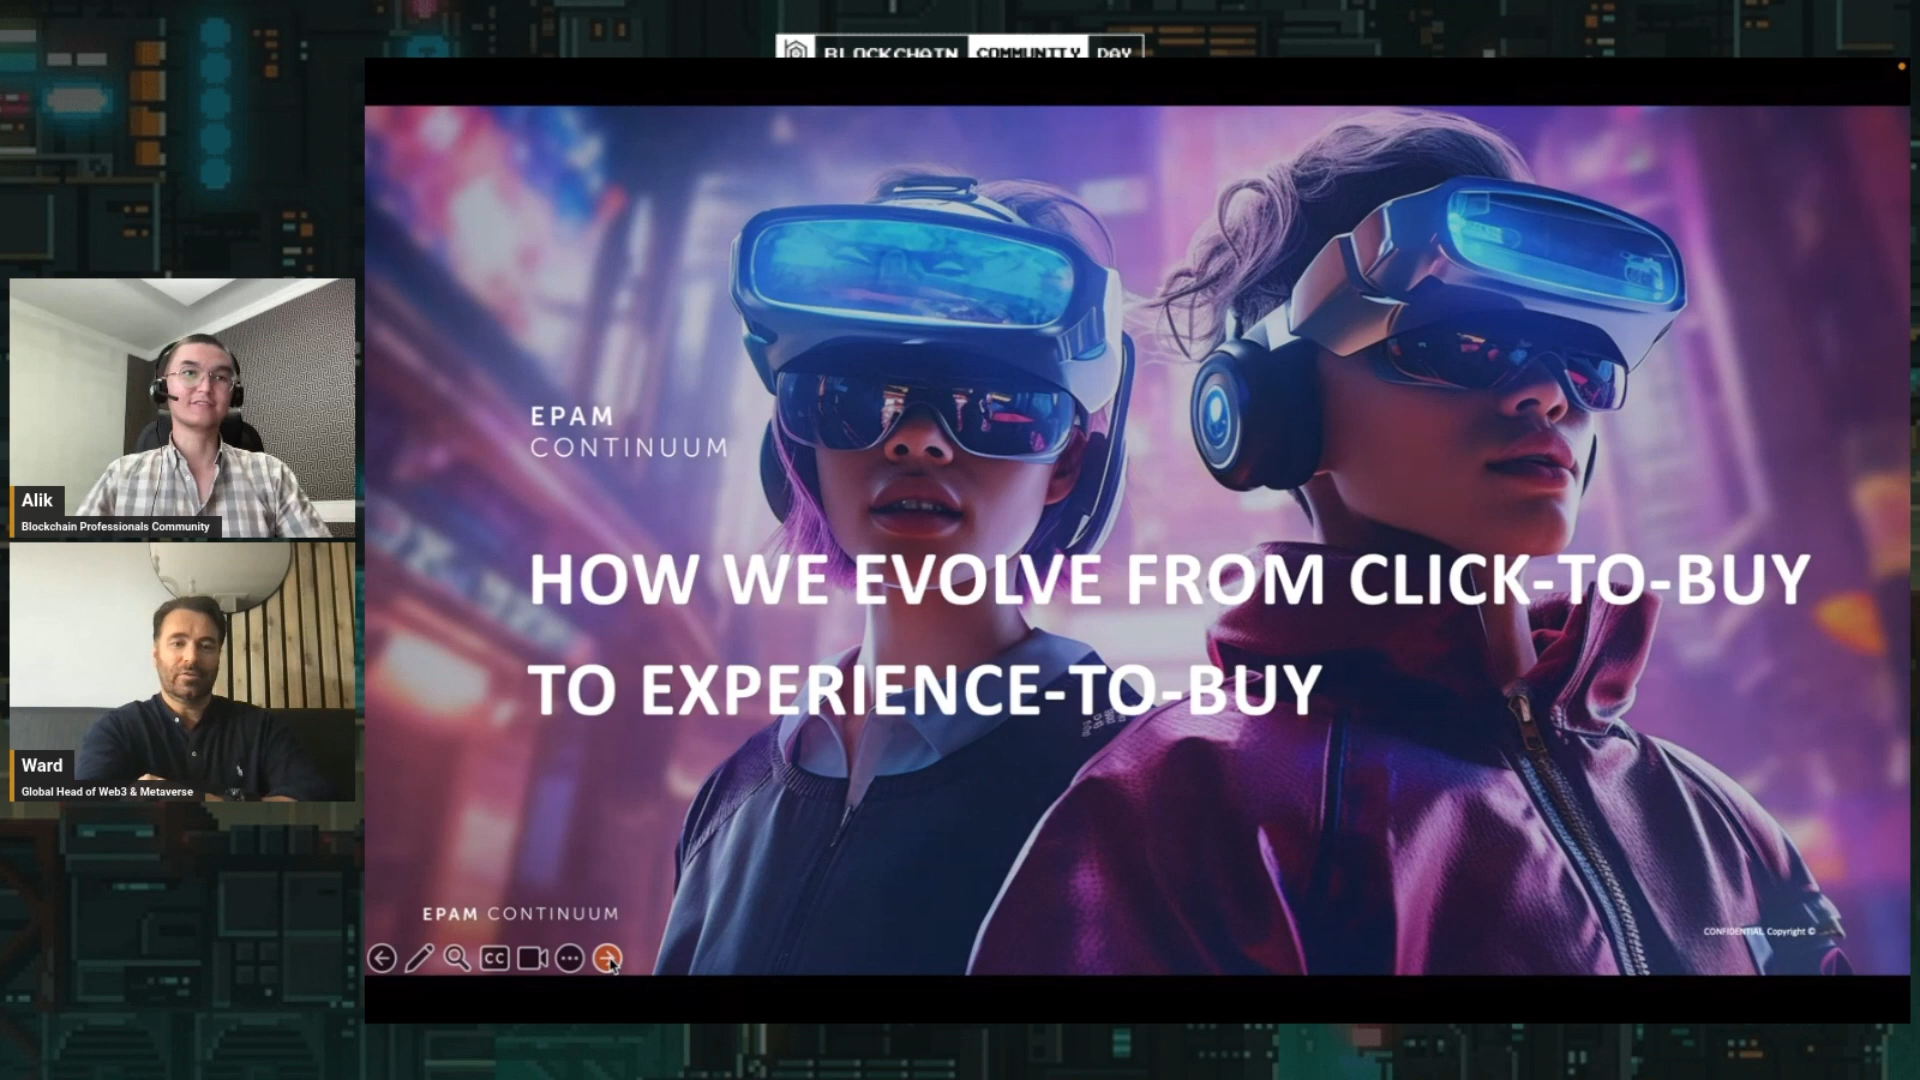 BLOCKCHAIN COMMUNITY DAY
EPAM
CONTINUUM
HOW WE EVOLVE FROM CLICK-TO-BUY
TO EXPERIENCE-TO-BUY
EPAM CONTINUUM
CONFIDENTIAL Copyright ©
CC
Alik
Blockchain Professionals Community
Ward
Global Head of Web3 & Metaverse